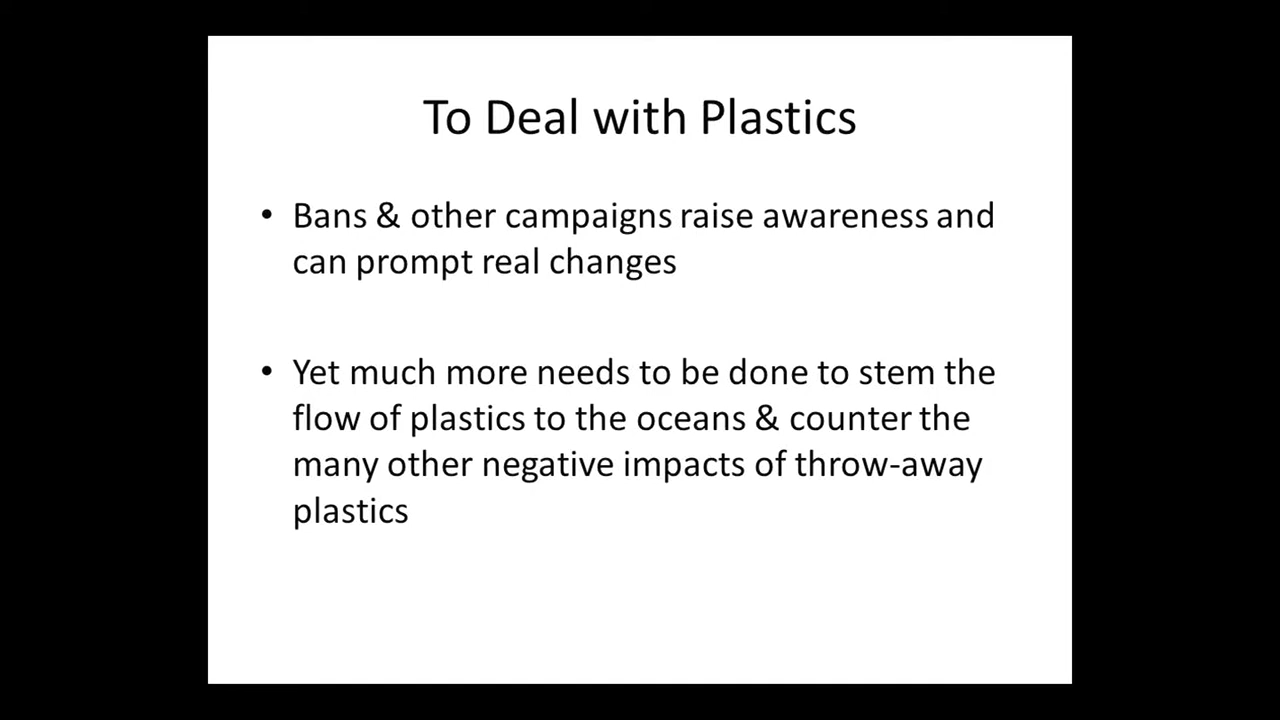 To Deal with Plastics
• Bans & other campaigns raise awareness and
can prompt real changes
• Yet much more needs to be done to stem the
flow of plastics to the oceans & counter the
many other negative impacts of throw-away
plastics